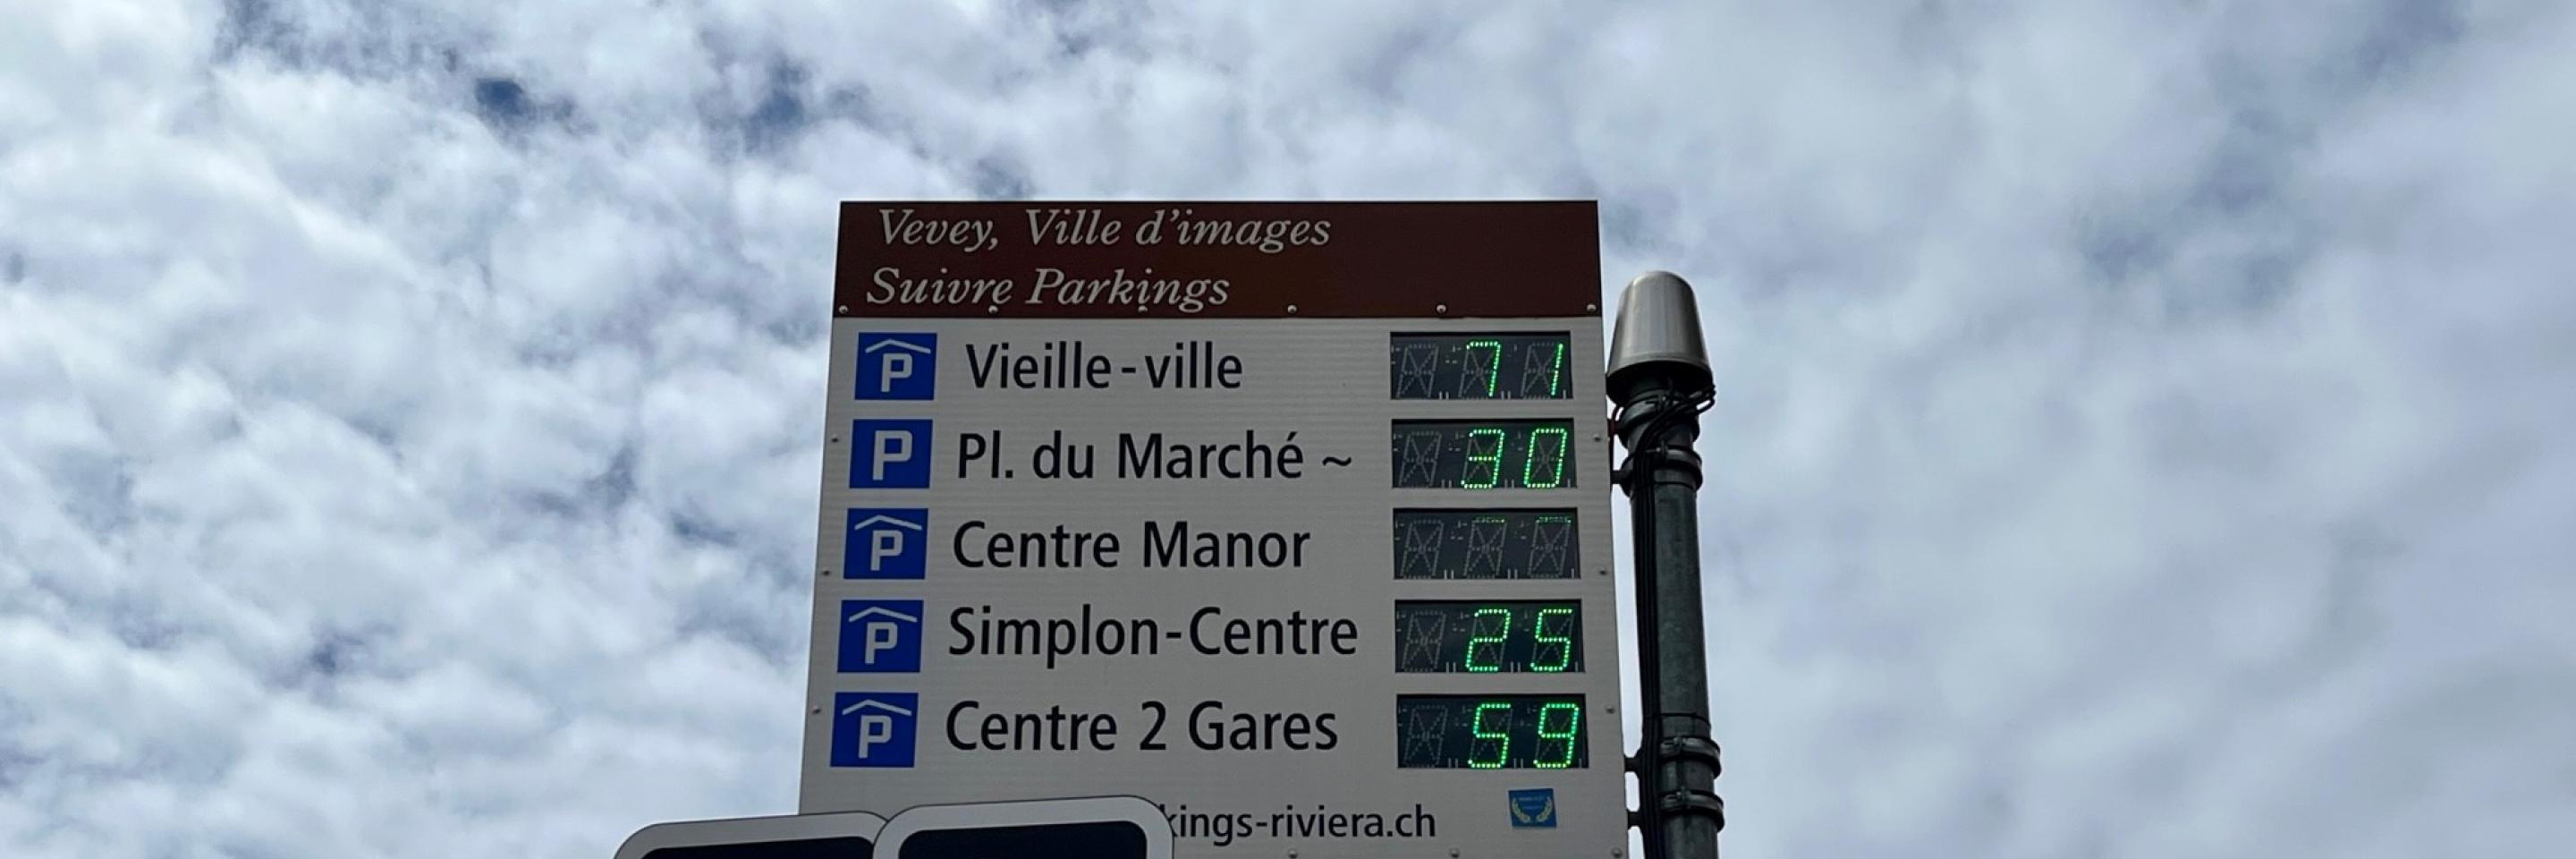 Vevey, Ville d'images
Suivre Parkings
P Vieille-ville 71
P Pl. du Marché ~ 30
P Centre Manor
P Simplon-Centre 25
P Centre 2 Gares 59
kings-riviera.ch